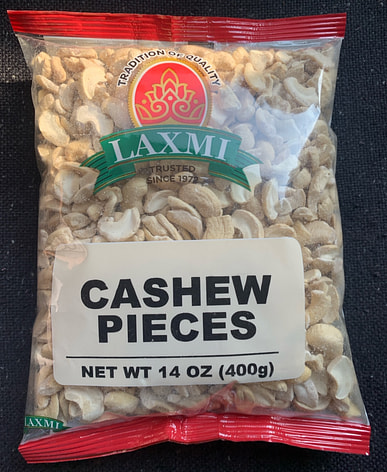 TRADITION OF QUALITY
LAXMI
TRUSTED
SINCE 1972
CASHEW
PIECES
NET WT 14 OZ (400g)
LAXMI